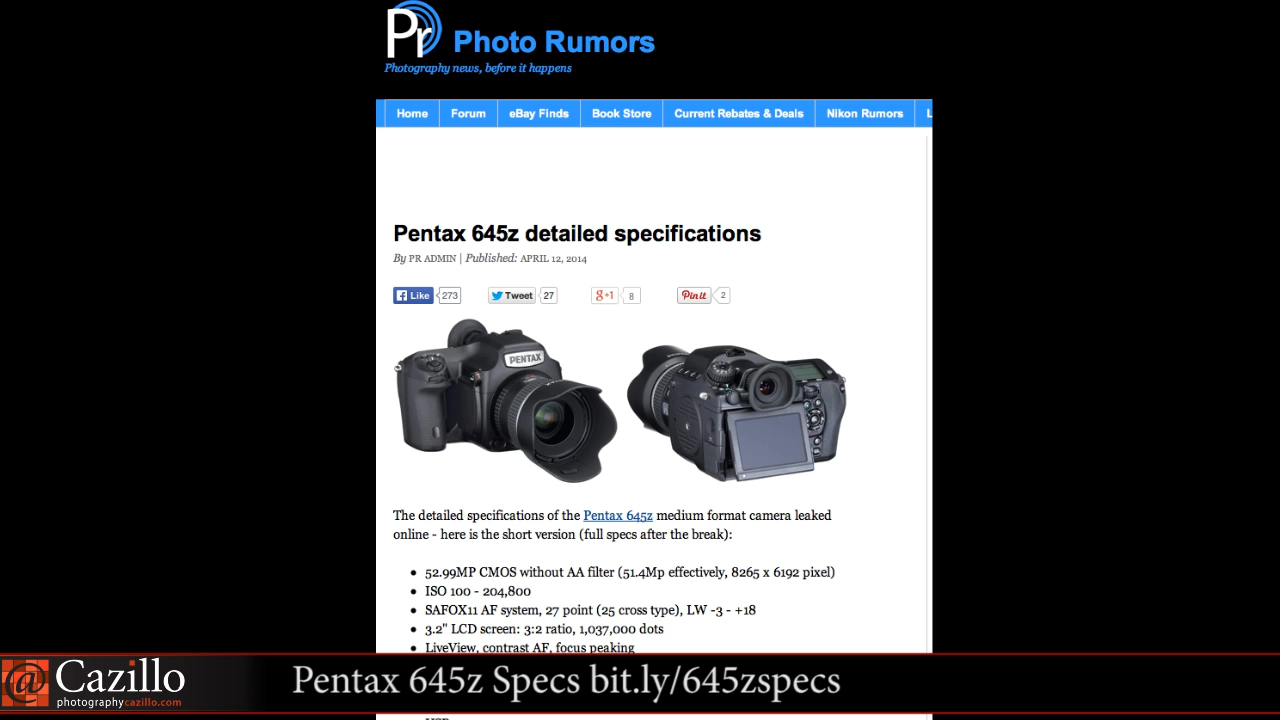 Pr Photo Rumors
Photography news, before it happens
Home Forum eBay Finds Book Store Current Rebates & Deals Nikon Rumors L
Pentax 645z detailed specifications
By PR ADMIN | Published: APRIL 12, 2014
Like 273 Tweet 27 g+1 8 Pinit 2
PENTAX
The detailed specifications of the Pentax 645z medium format camera leaked
online - here is the short version (full specs after the break):
• 52.99MP CMOS without AA filter (51.4Mp effectively, 8265 x 6192 pixel)
• ISO 100 - 204,800
• SAFOX11 AF system, 27 point (25 cross type), LW -3 - +18
• 3.2" LCD screen: 3:2 ratio, 1,037,000 dots
• LiveView, contrast AF, focus peaking
@ Cazillo
photographycazillo.com
Pentax 645z Specs bit.ly/645zspecs